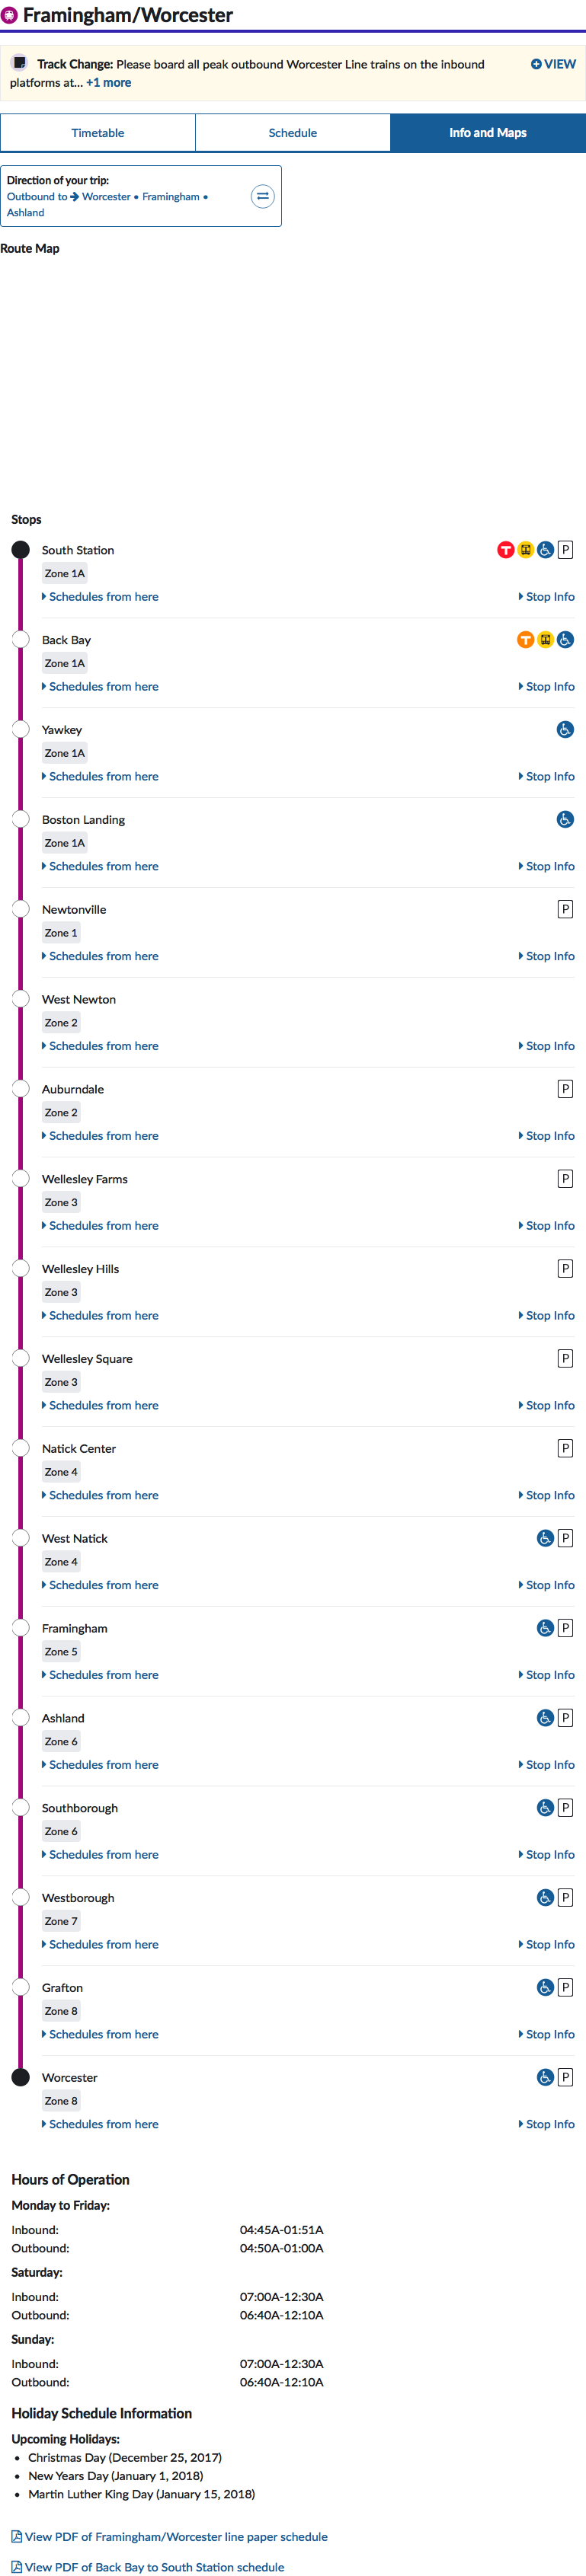 Framingham/Worcester
Track Change: Please board all peak outbound Worcester Line trains on the inbound
platforms at... +1 more
VIEW
Timetable
Schedule
Info and Maps
Direction of your trip:
Outbound to Worcester • Framingham •
Ashland
Route Map
Stops
South Station
T
P
Zone 1A
Schedules from here
Stop Info
Back Bay
T
Zone 1A
Schedules from here
Stop Info
Yawkey
Zone 1A
Schedules from here
Stop Info
Boston Landing
Zone 1A
Schedules from here
Stop Info
Newtonville
P
Zone 1
Schedules from here
Stop Info
West Newton
Zone 2
Schedules from here
Stop Info
Auburndale
P
Zone 2
Schedules from here
Stop Info
Wellesley Farms
P
Zone 3
Schedules from here
Stop Info
Wellesley Hills
P
Zone 3
Schedules from here
Stop Info
Wellesley Square
P
Zone 3
Schedules from here
Stop Info
Natick Center
P
Zone 4
Schedules from here
Stop Info
West Natick
P
Zone 4
Schedules from here
Stop Info
Framingham
P
Zone 5
Schedules from here
Stop Info
Ashland
P
Zone 6
Schedules from here
Stop Info
Southborough
P
Zone 6
Schedules from here
Stop Info
Westborough
P
Zone 7
Schedules from here
Stop Info
Grafton
P
Zone 8
Schedules from here
Stop Info
Worcester
P
Zone 8
Schedules from here
Stop Info
Hours of Operation
Monday to Friday:
Inbound: 04:45A-01:51A
Outbound: 04:50A-01:00A
Saturday:
Inbound: 07:00A-12:30A
Outbound: 06:40A-12:10A
Sunday:
Inbound: 07:00A-12:30A
Outbound: 06:40A-12:10A
Holiday Schedule Information
Upcoming Holidays:
• Christmas Day (December 25, 2017)
• New Years Day (January 1, 2018)
• Martin Luther King Day (January 15, 2018)
View PDF of Framingham/Worcester line paper schedule
View PDF of Back Bay to South Station schedule